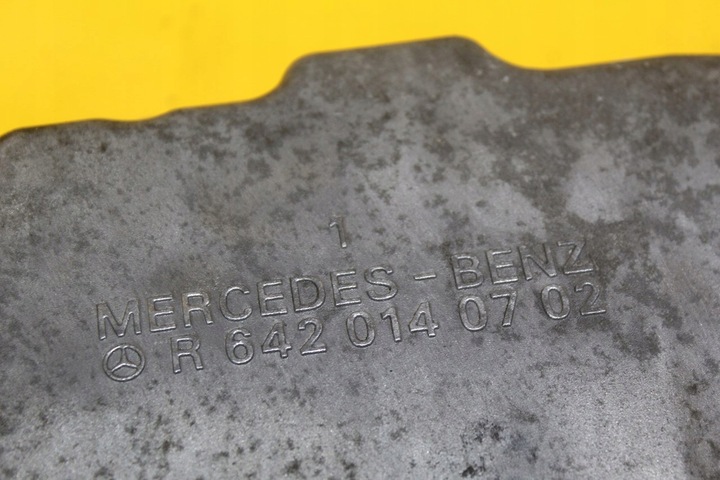 1
MERCEDES - BENZ
R 642 014 07 02